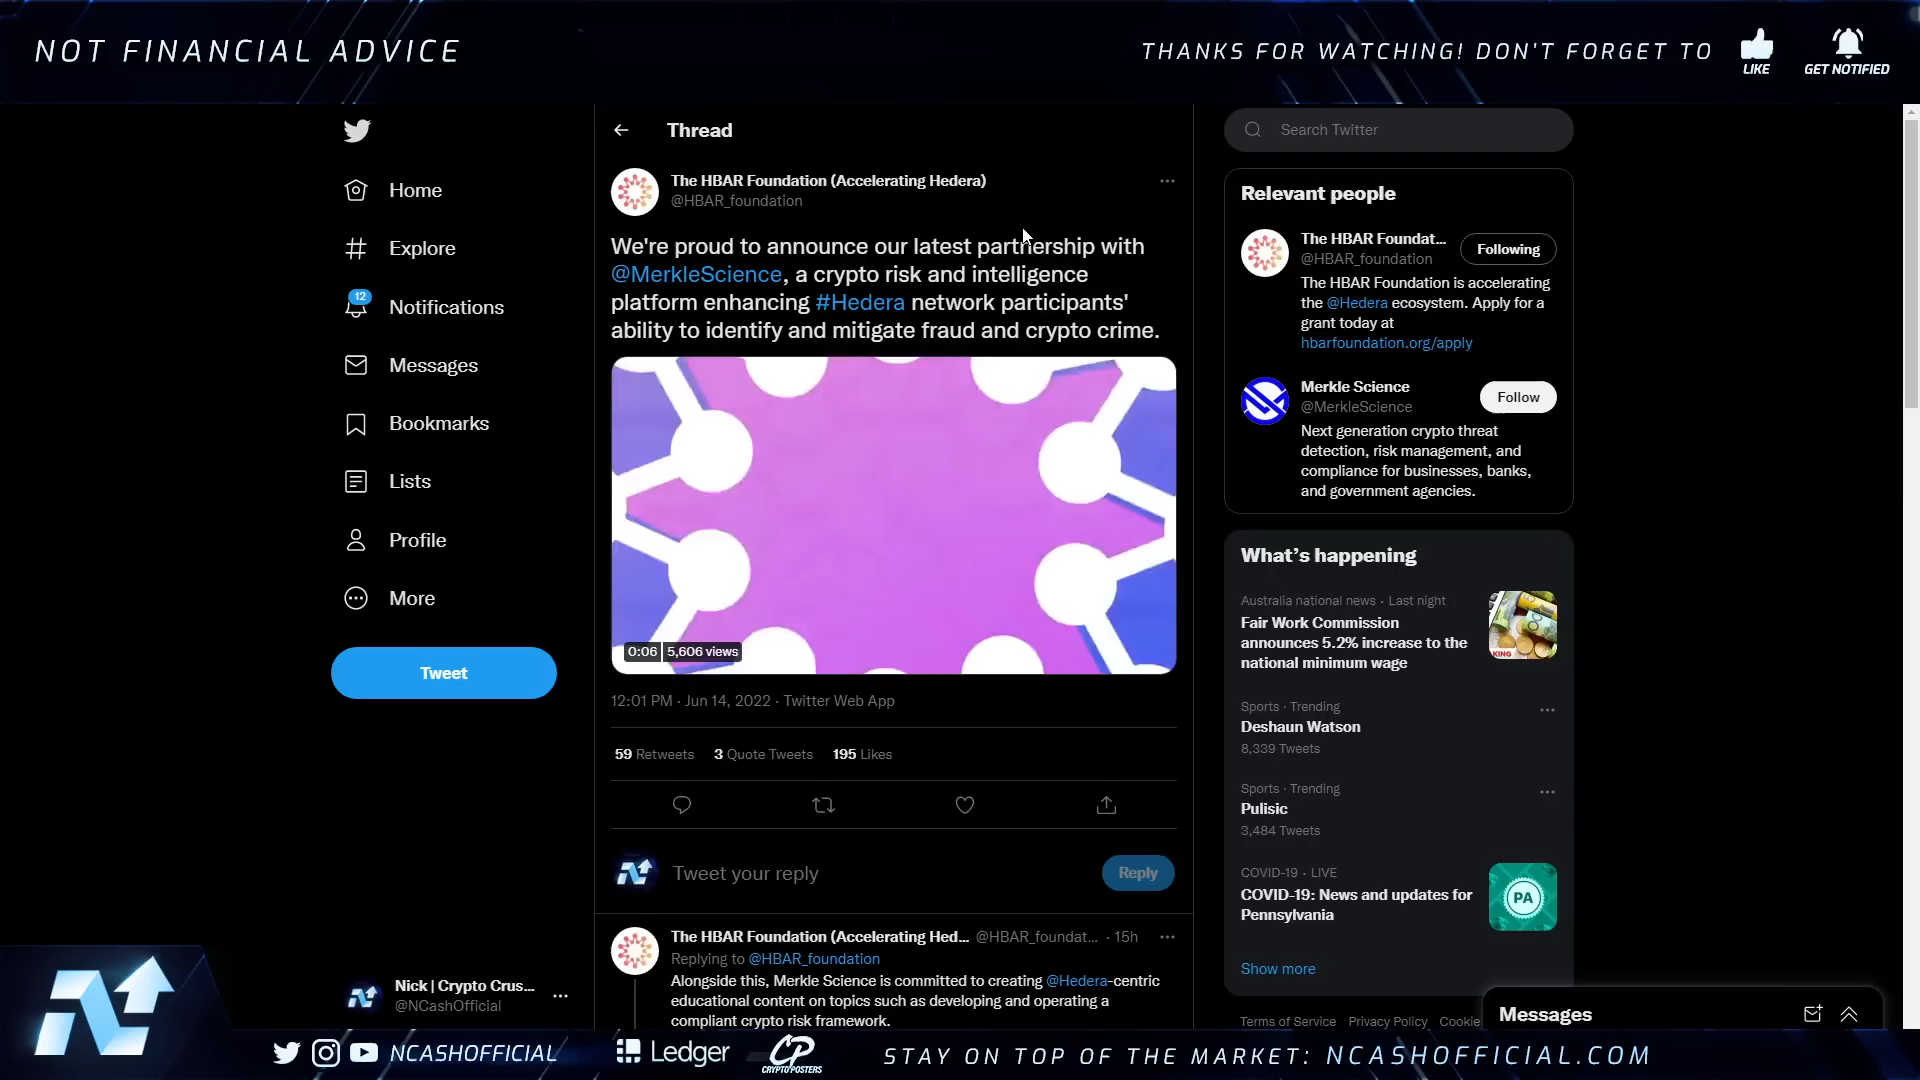 NOT FINANCIAL ADVICE
THANKS FOR WATCHING! DON'T FORGET TO
LIKE
GET NOTIFIED
Home
Explore
12
Notifications
Messages
Bookmarks
Lists
Profile
More
Tweet
Nick | Crypto Crus...
@NCashOfficial
Thread
The HBAR Foundation (Accelerating Hedera)
@HBAR_foundation
We're proud to announce our latest partnership with
@MerkleScience, a crypto risk and intelligence
platform enhancing #Hedera network participants'
ability to identify and mitigate fraud and crypto crime.
0:06 5,606 views
12:01 PM · Jun 14, 2022 · Twitter Web App
59 Retweets 3 Quote Tweets 195 Likes
Tweet your reply
Reply
The HBAR Foundation (Accelerating Hed... @HBAR_foundat... · 15h
Replying to @HBAR_foundation
Alongside this, Merkle Science is committed to creating @Hedera-centric
educational content on topics such as developing and operating a
compliant crypto risk framework.
Search Twitter
Relevant people
The HBAR Foundat...
@HBAR_foundation
Following
The HBAR Foundation is accelerating
the @Hedera ecosystem. Apply for a
grant today at
hbarfoundation.org/apply
Merkle Science
@MerkleScience
Follow
Next generation crypto threat
detection, risk management, and
compliance for businesses, banks,
and government agencies.
What's happening
Australia national news · Last night
Fair Work Commission
announces 5.2% increase to the
national minimum wage
KING
Sports · Trending
Deshaun Watson
8,339 Tweets
Sports · Trending
Pulisic
3,484 Tweets
COVID-19 · LIVE
COVID-19: News and updates for
Pennsylvania
PA
Show more
Terms of Service Privacy Policy Cookie
Messages
NCASHOFFICIAL
Ledger
CP
CRYPTOPOSTERS
STAY ON TOP OF THE MARKET: NCASHOFFICIAL.COM